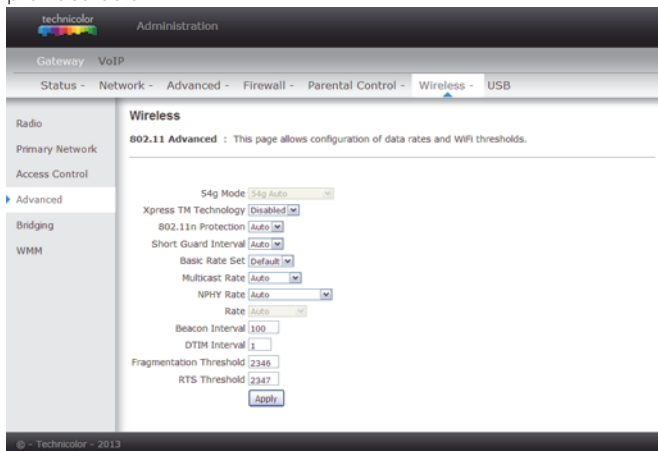 technicolor
Administration
Gateway VoIP
Status - Network - Advanced - Firewall - Parental Control - Wireless - USB
Radio
Primary Network
Access Control
Advanced
Bridging
WMM
Wireless
802.11 Advanced : This page allows configuration of data rates and WiFi thresholds.
54g Mode 54g Auto
Xpress TM Technology Disabled
802.11n Protection Auto
Short Guard Interval Auto
Basic Rate Set Default
Multicast Rate Auto
NPHY Rate Auto
Rate Auto
Beacon Interval 100
DTIM Interval 1
Fragmentation Threshold 2346
RTS Threshold 2347
Apply
© - Technicolor - 2013